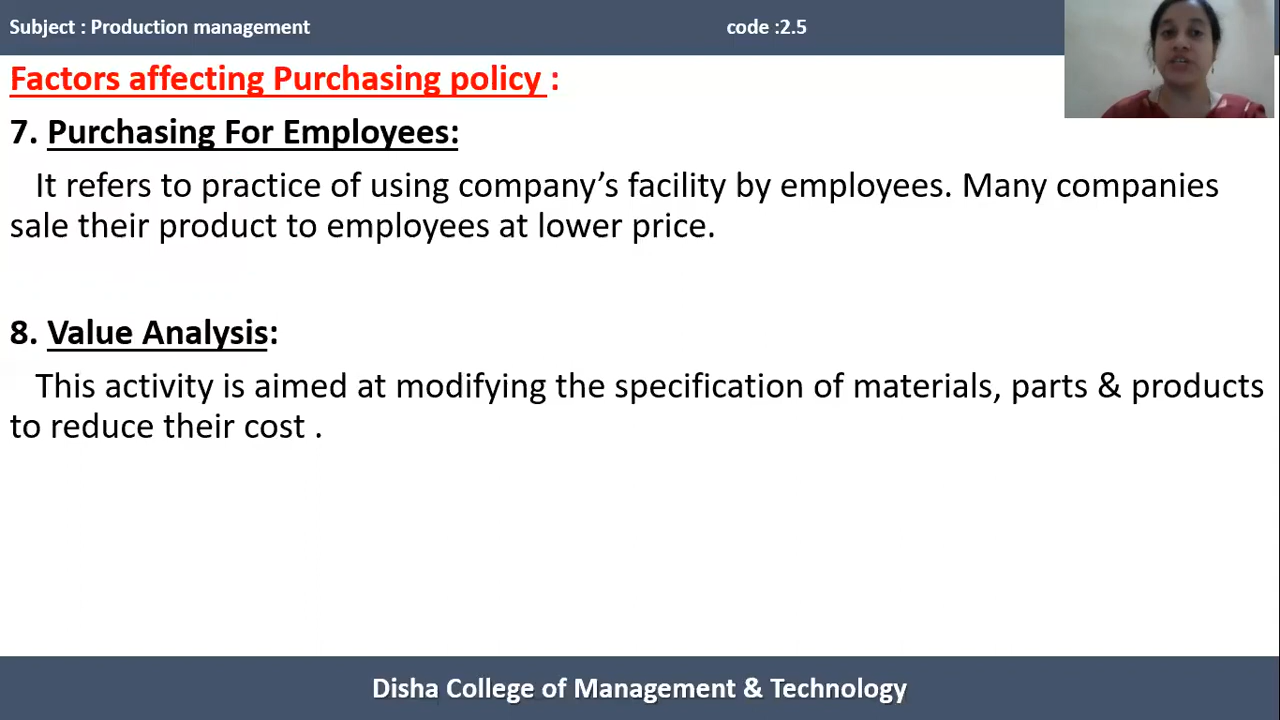 Subject : Production management code :2.5
Factors affecting Purchasing policy :
7. Purchasing For Employees:
It refers to practice of using company’s facility by employees. Many companies
sale their product to employees at lower price.
8. Value Analysis:
This activity is aimed at modifying the specification of materials, parts & products
to reduce their cost .
Disha College of Management & Technology